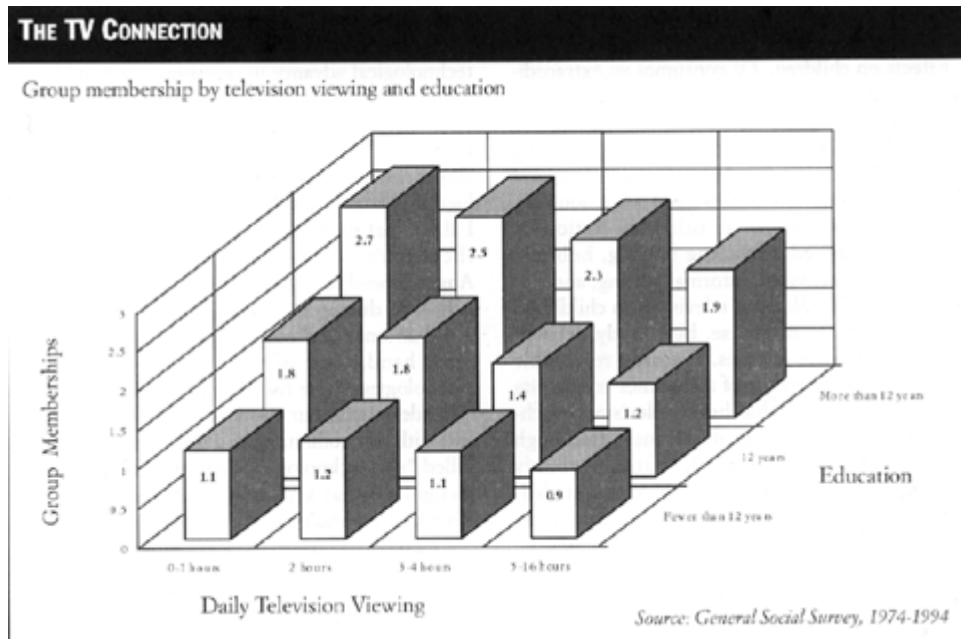 THE TV CONNECTION
Group membership by television viewing and education
2.7
2.5
2.3
1.9
1.8
1.8
1.4
1.2
1.1
1.2
1.1
0.9
3
2.5
2
1.5
1
0.5
0
Group Memberships
0-1 hours
2 hours
3-4 hours
5-16 hours
Daily Television Viewing
More than 12 years
12 years
Fewer than 12 years
Education
Source: General Social Survey, 1974-1994